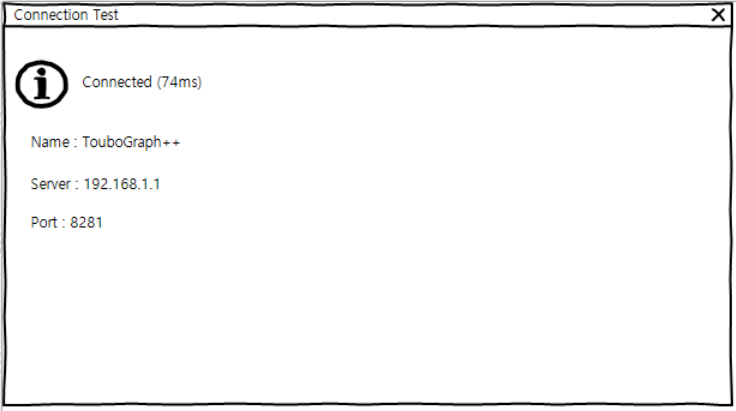 Connection Test
Connected (74ms)
Name : TouboGraph++
Server : 192.168.1.1
Port : 8281